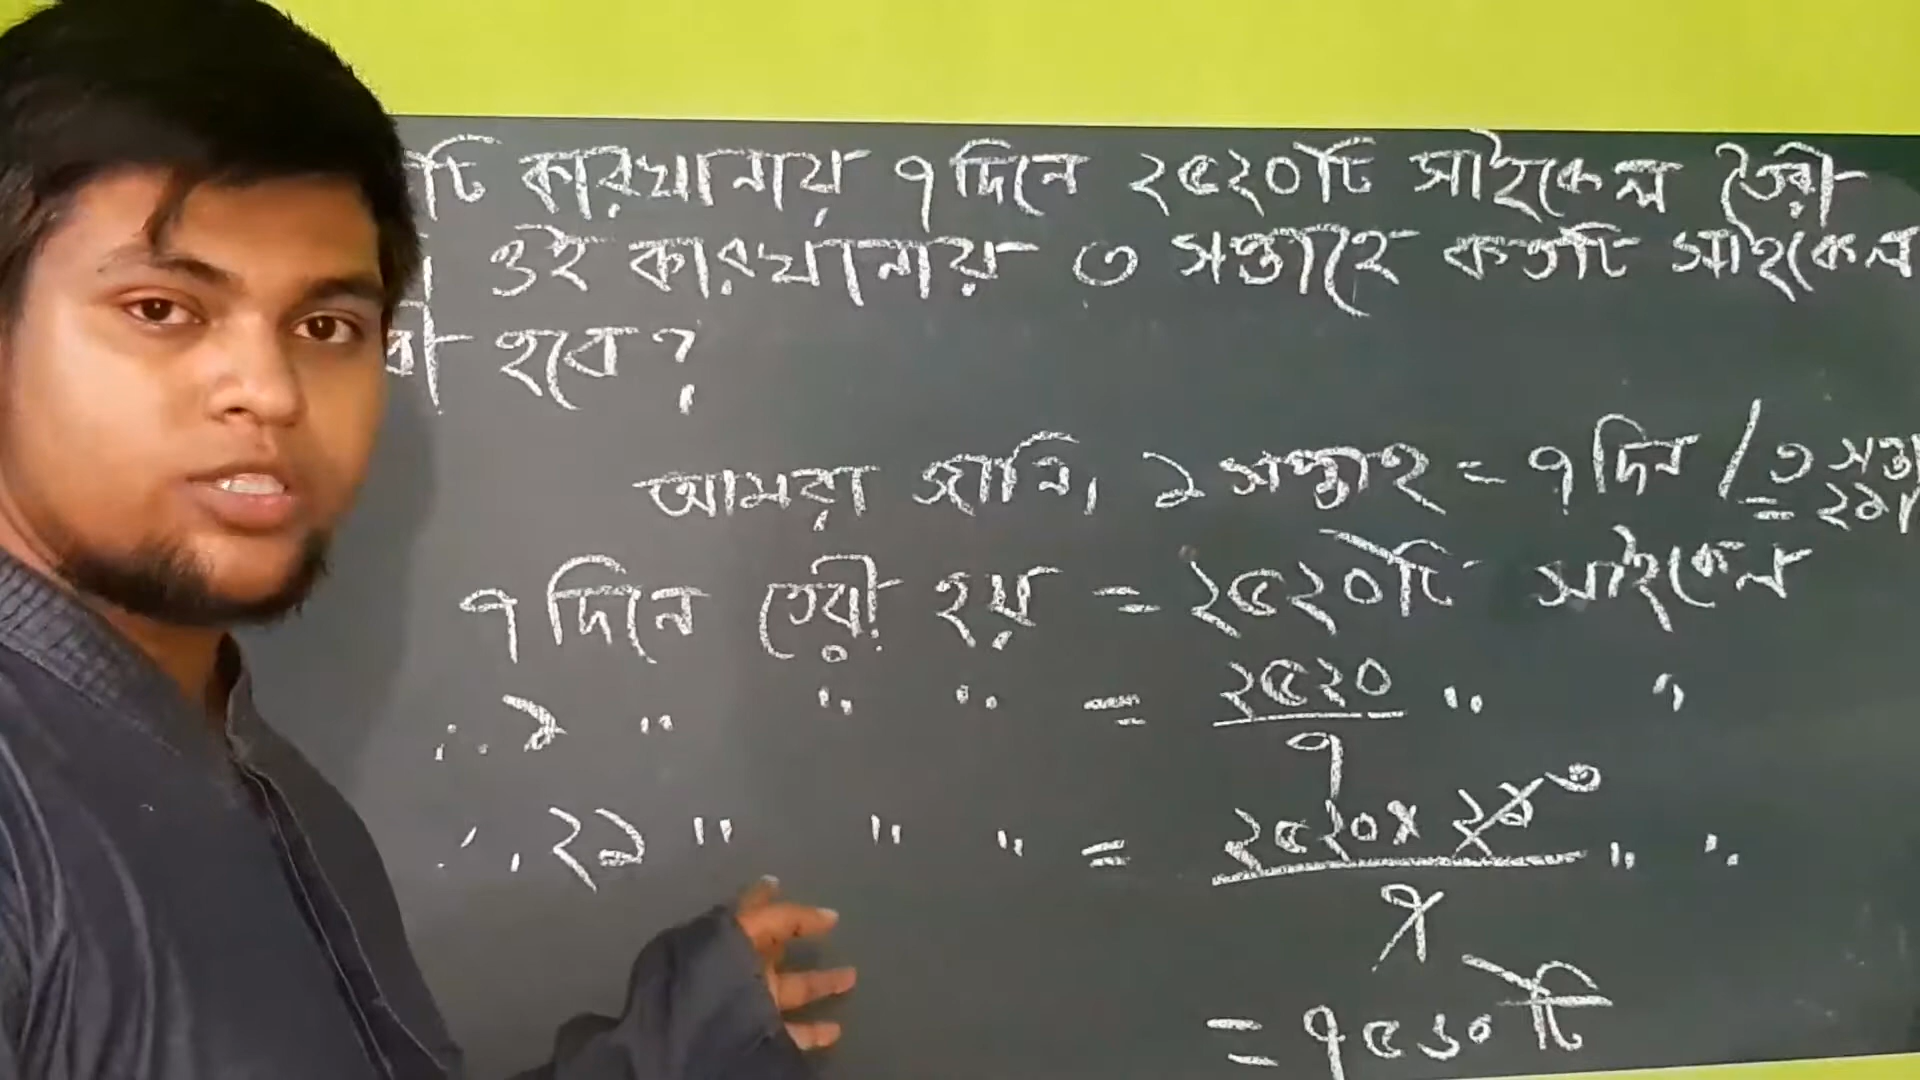 টি কারখানায় ৭ দিনে ২৫২০টি সাইকেল তৈরী
ওই কারখানায় ৩ সপ্তাহে কতটি সাইকেল
রী হবে?
আমরা জানি, ১ সপ্তাহ = ৭ দিন / ৩ সপ্তা
= ২১
৭ দিনে তৈরী হয় = ২৫২০টি সাইকেল
∴ ১ " " " = ২৫২০/৭ " "
∴ ২১ " " " = ২৫২০ x ২১ ৩/৭ " "
= ৭৫৬০টি